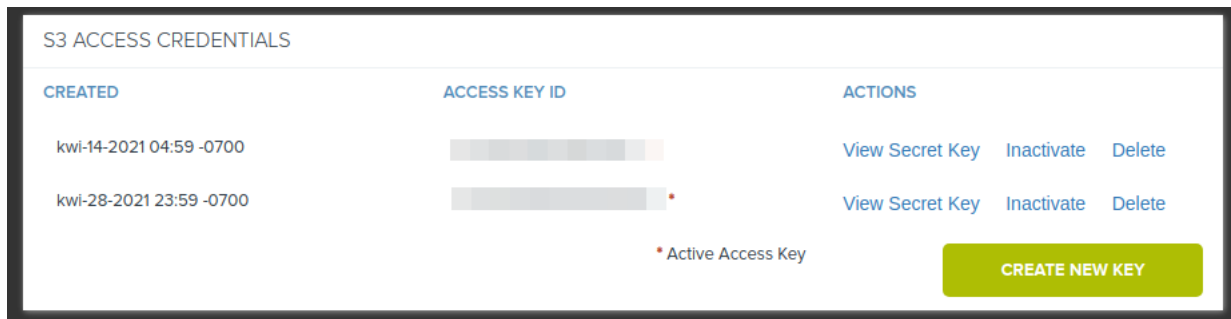 S3 ACCESS CREDENTIALS
CREATED ACCESS KEY ID ACTIONS
kwi-14-2021 04:59 -0700 View Secret Key Inactivate Delete
kwi-28-2021 23:59 -0700 * View Secret Key Inactivate Delete
* Active Access Key CREATE NEW KEY